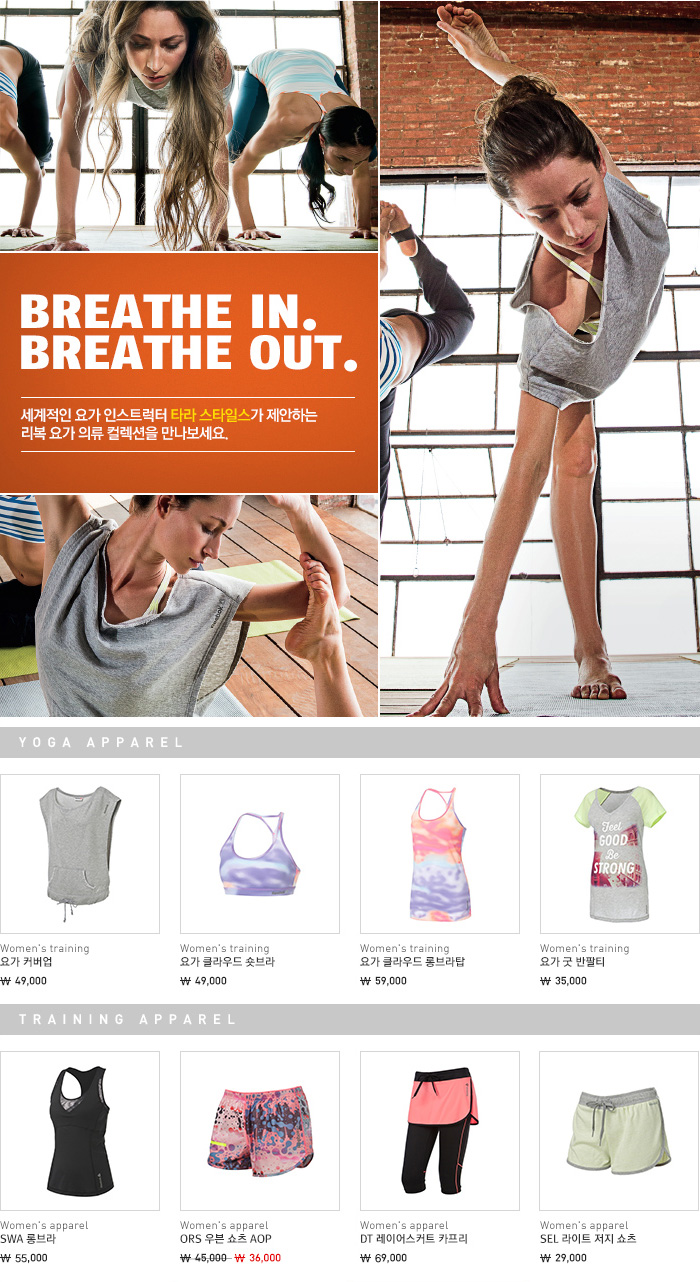 BREATHE IN.
BREATHE OUT.
세계적인 요가 인스트럭터 타라 스타일스가 제안하는
리복 요가 의류 컬렉션을 만나보세요.
Reebok
YOGA APPAREL
Feel
GOOD
Be
STRONG
Women's training
요가 커버업
₩ 49,000
Women's training
요가 클라우드 숏브라
₩ 49,000
Women's training
요가 클라우드 롱브라탑
₩ 59,000
Women's training
요가 굿 반팔티
₩ 35,000
TRAINING APPAREL
Women's apparel
SWA 롱브라
₩ 55,000
Women's apparel
ORS 우븐 쇼츠 AOP
₩ 45,000 ₩ 36,000
Women's apparel
DT 레이어스커트 카프리
₩ 69,000
Women's apparel
SEL 라이트 저지 쇼츠
₩ 29,000